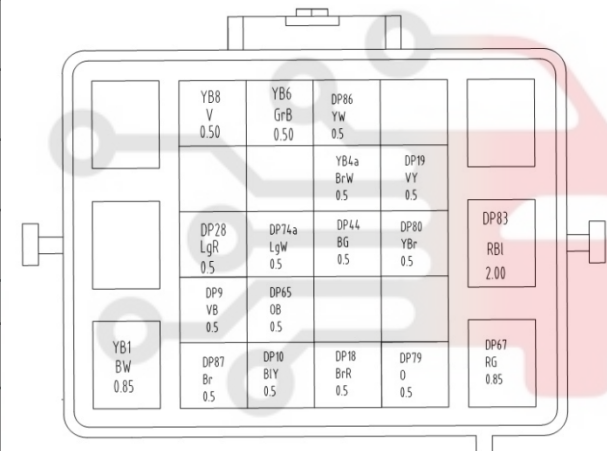 YB8
V
0.50
YB6
GrB
0.50
DP86
YW
0.5
YB4a
BrW
0.5
DP19
VY
0.5
DP28
LgR
0.5
DP74a
LgW
0.5
DP44
BG
0.5
DP80
YBr
0.5
DP83
RBl
2.00
DP9
VB
0.5
DP65
OB
0.5
YB1
BW
0.85
DP87
Br
0.5
DP10
BlY
0.5
DP18
BrR
0.5
DP79
O
0.5
DP67
RG
0.85